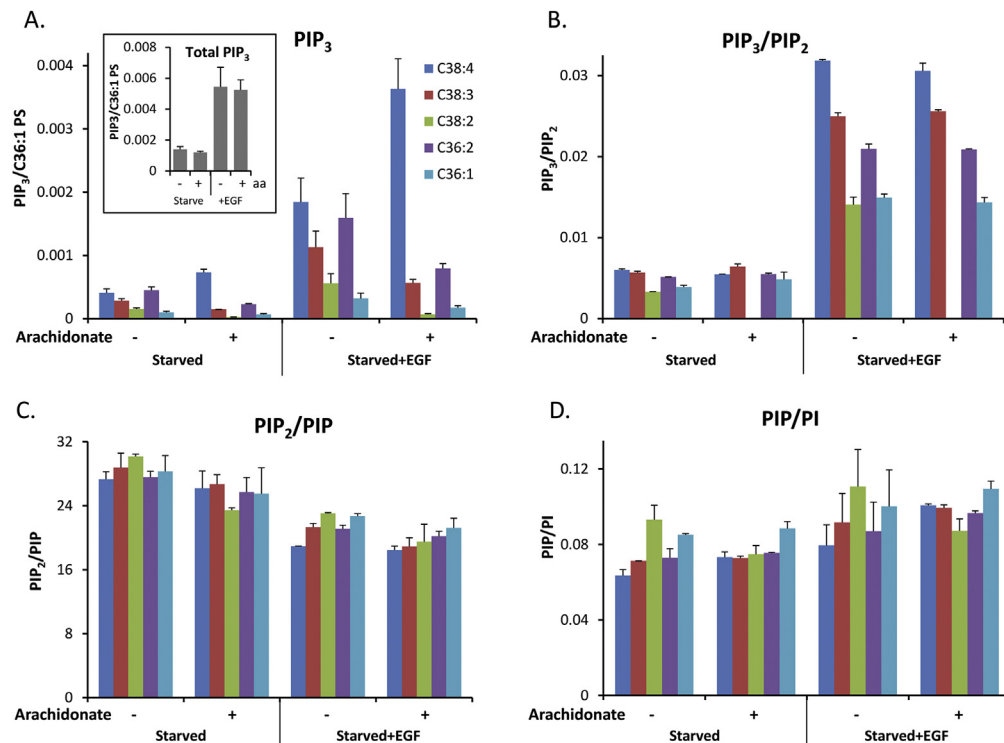 A.
PIP3
0.004
0.003
0.002
0.001
0
PIP3/C36:1 PS
Total PIP3
0.008
0.006
0.004
0.002
0
PIP3/C36:1 PS
- + - + aa
Starve +EGF
C38:4
C38:3
C38:2
C36:2
C36:1
Arachidonate - + - +
Starved Starved+EGF
B.
PIP3/PIP2
0.03
0.02
0.01
0
PIP3/PIP2
Arachidonate - + - +
Starved Starved+EGF
C.
PIP2/PIP
32
24
16
8
0
PIP2/PIP
Arachidonate - + - +
Starved Starved+EGF
D.
PIP/PI
0.12
0.08
0.04
0
PIP/PI
Arachidonate - + - +
Starved Starved+EGF